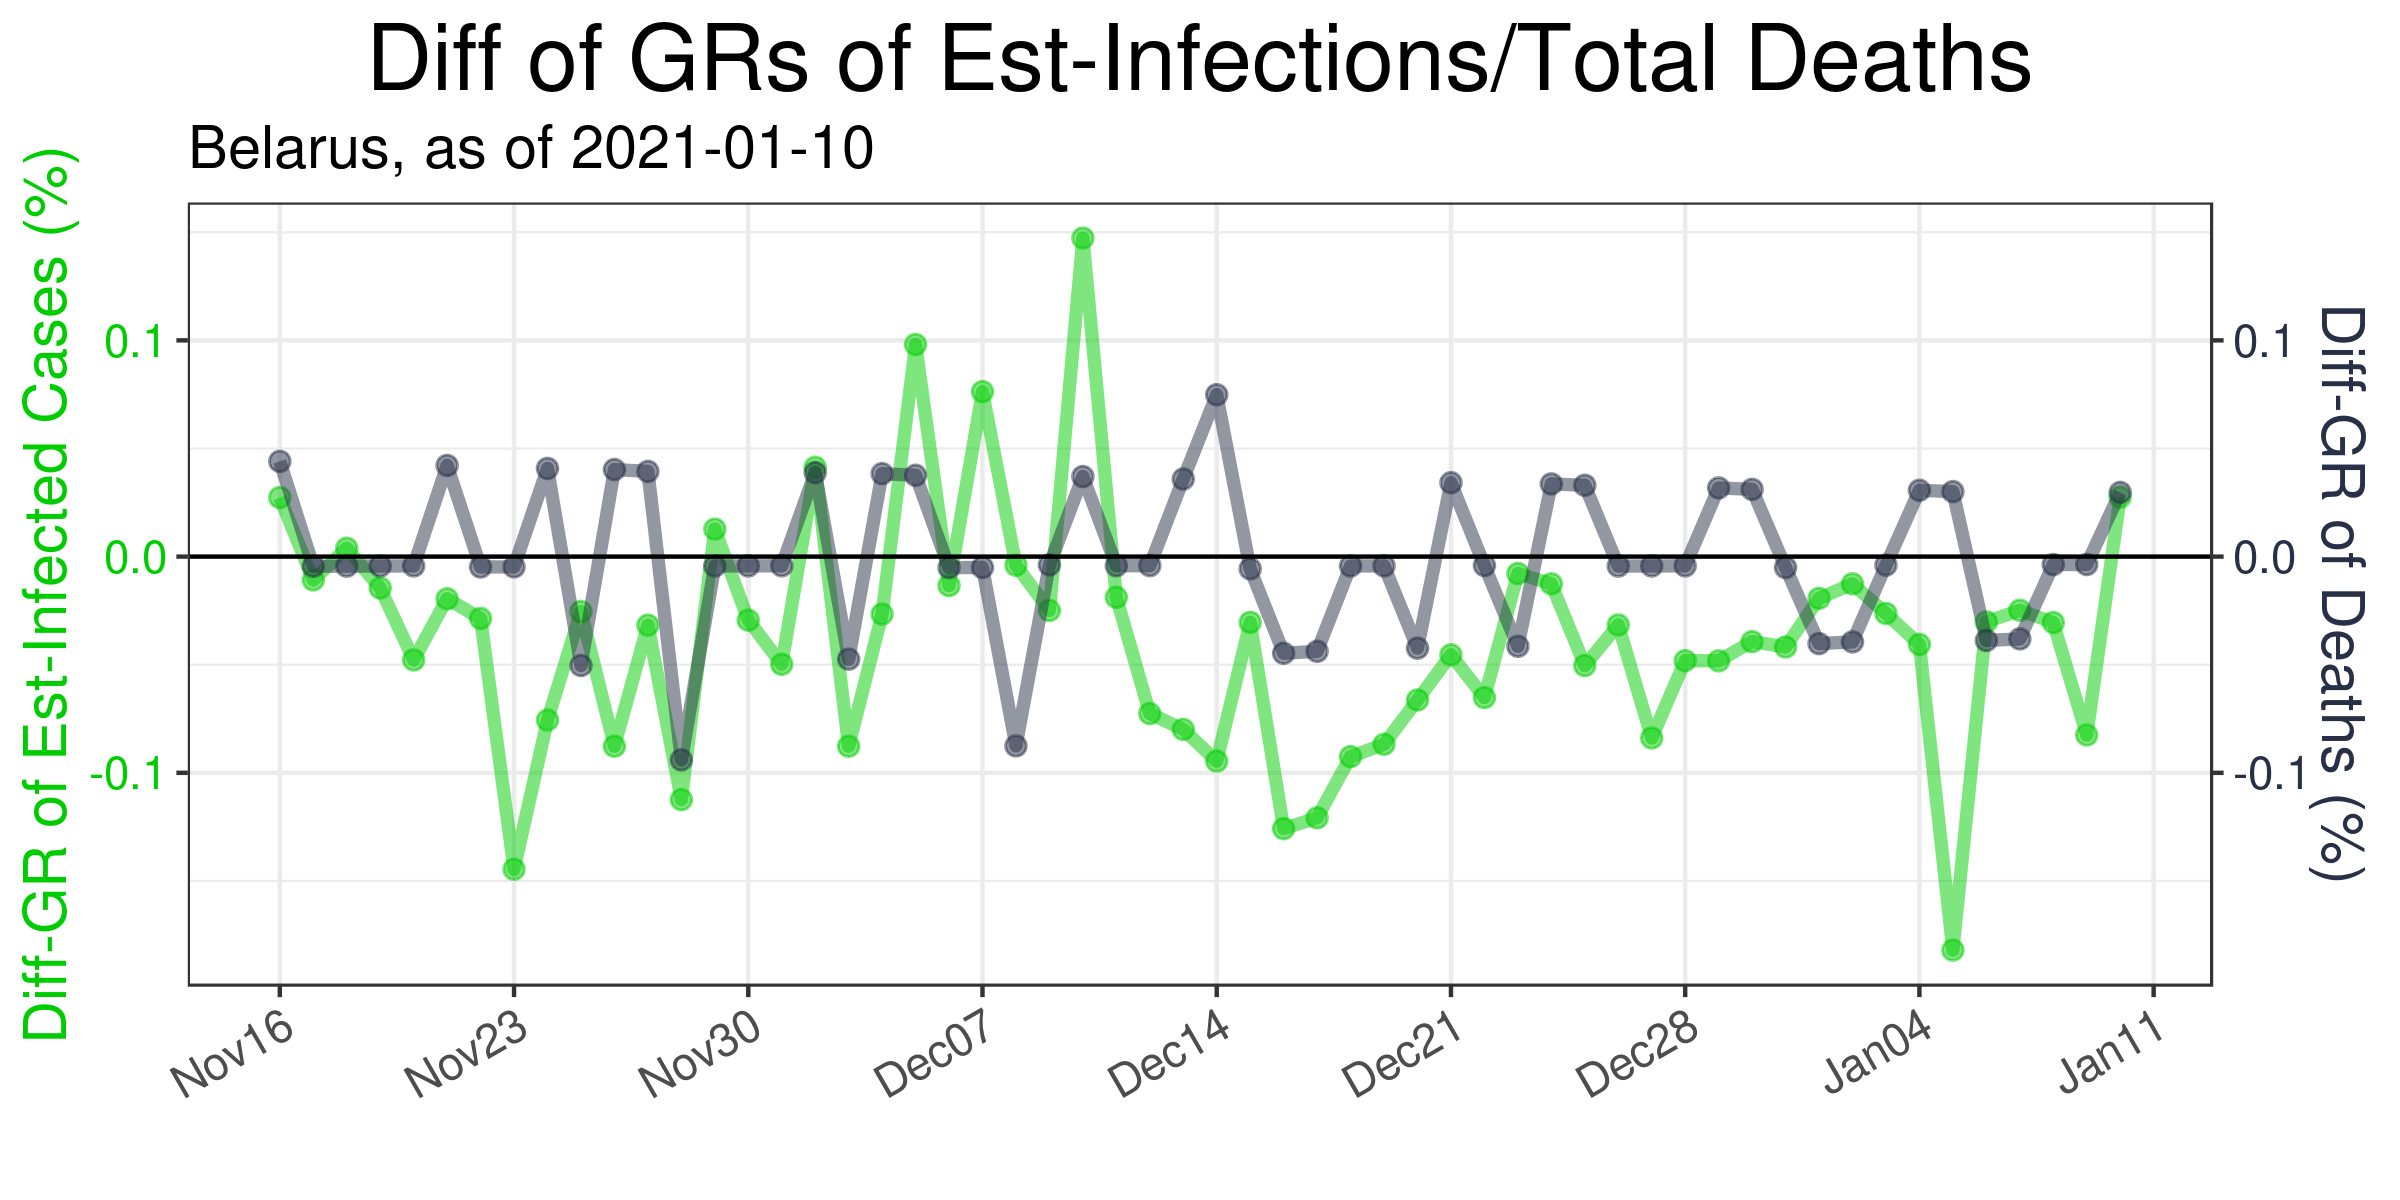 Diff of GRs of Est-Infections/Total Deaths
Belarus, as of 2021-01-10
Diff-GR of Est-Infected Cases (%)
0.1
0.0
-0.1
0.1
0.0
-0.1
Diff-GR of Deaths (%)
Nov16
Nov23
Nov30
Dec07
Dec14
Dec21
Dec28
Jan04
Jan11